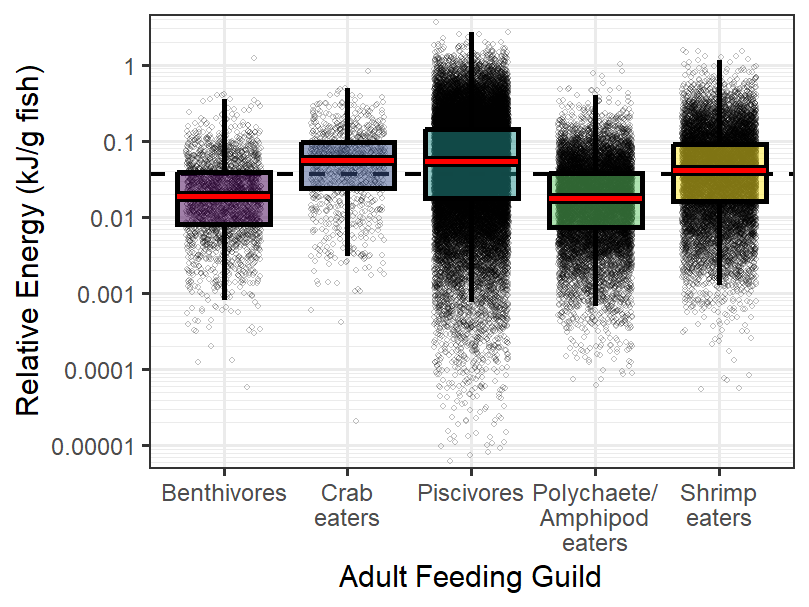 Relative Energy (kJ/g fish)
1
0.1
0.01
0.001
0.0001
0.00001
Benthivores
Crab
eaters
Piscivores
Polychaete/
Amphipod
eaters
Shrimp
eaters
Adult Feeding Guild